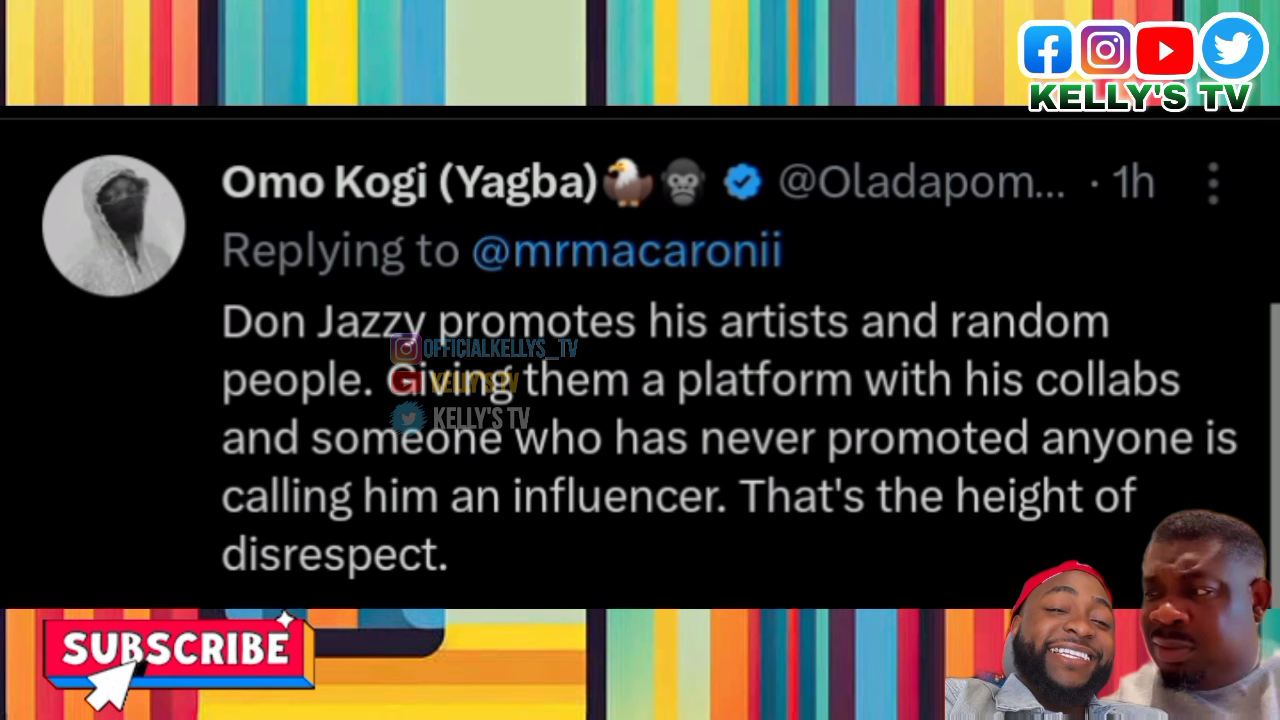 KELLY'S TV
Omo Kogi (Yagba) @Oladapom... · 1h
Replying to @mrmacaronii
Don Jazzy promotes his artists and random
people. Giving them a platform with his collabs
and someone who has never promoted anyone is
calling him an influencer. That's the height of
disrespect.
OFFICIALKELLYS_TV
KELLY'S TV
KELLY'S TV
SUBSCRIBE